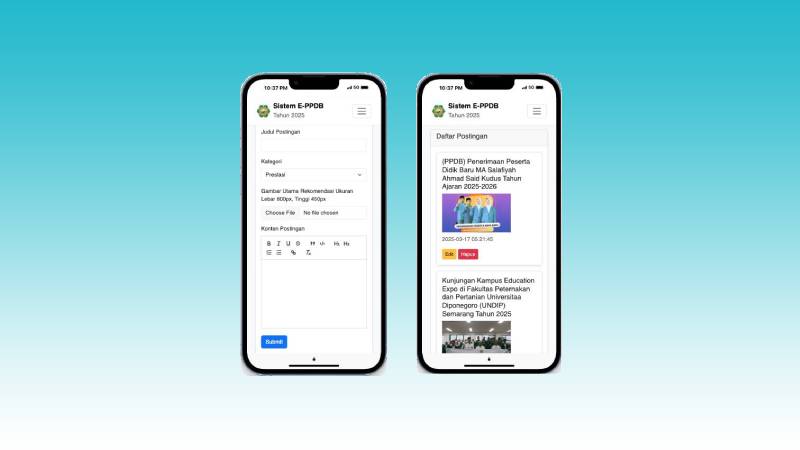 10:37 PM
5G
Sistem E-PPDB
Tahun 2025
Judul Postingan
Kategori
Prestasi
Gambar Utama Rekomendasi Ukuran
Lebar 800px, Tinggi 450px
Choose File No file chosen
Konten Postingan
B I U S H1 H2
Submit
10:37 PM
5G
Sistem E-PPDB
Tahun 2025
Daftar Postingan
(PPDB) Penerimaan Peserta
Didik Baru MA Salafiyah
Ahmad Said Kudus Tahun
Ajaran 2025-2026
2025-03-17 05:21:45
Edit Hapus
Kunjungan Kampus Education
Expo di Fakultas Peternakan
dan Pertanian Universitaa
Diponegoro (UNDIP)
Semarang Tahun 2025